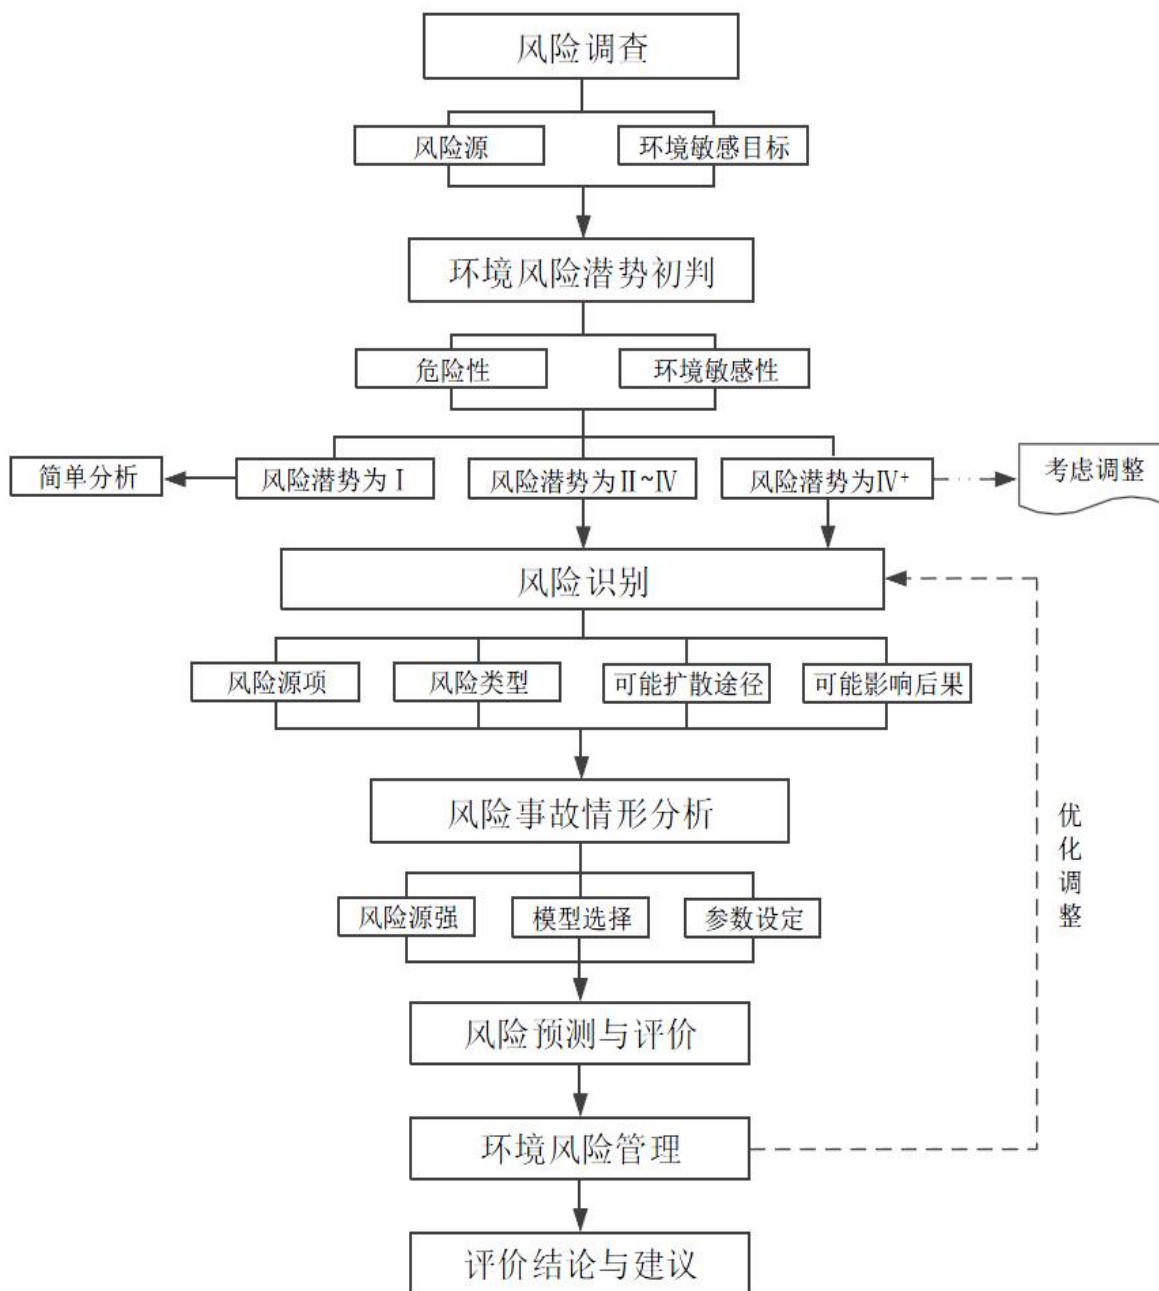 风险调查
风险源
环境敏感目标
环境风险潜势初判
危险性
环境敏感性
简单分析
风险潜势为Ⅰ
风险潜势为Ⅱ~Ⅳ
风险潜势为Ⅳ+
考虑调整
风险识别
风险源项
风险类型
可能扩散途径
可能影响后果
风险事故情形分析
优化调整
风险源强
模型选择
参数设定
风险预测与评价
环境风险管理
评价结论与建议